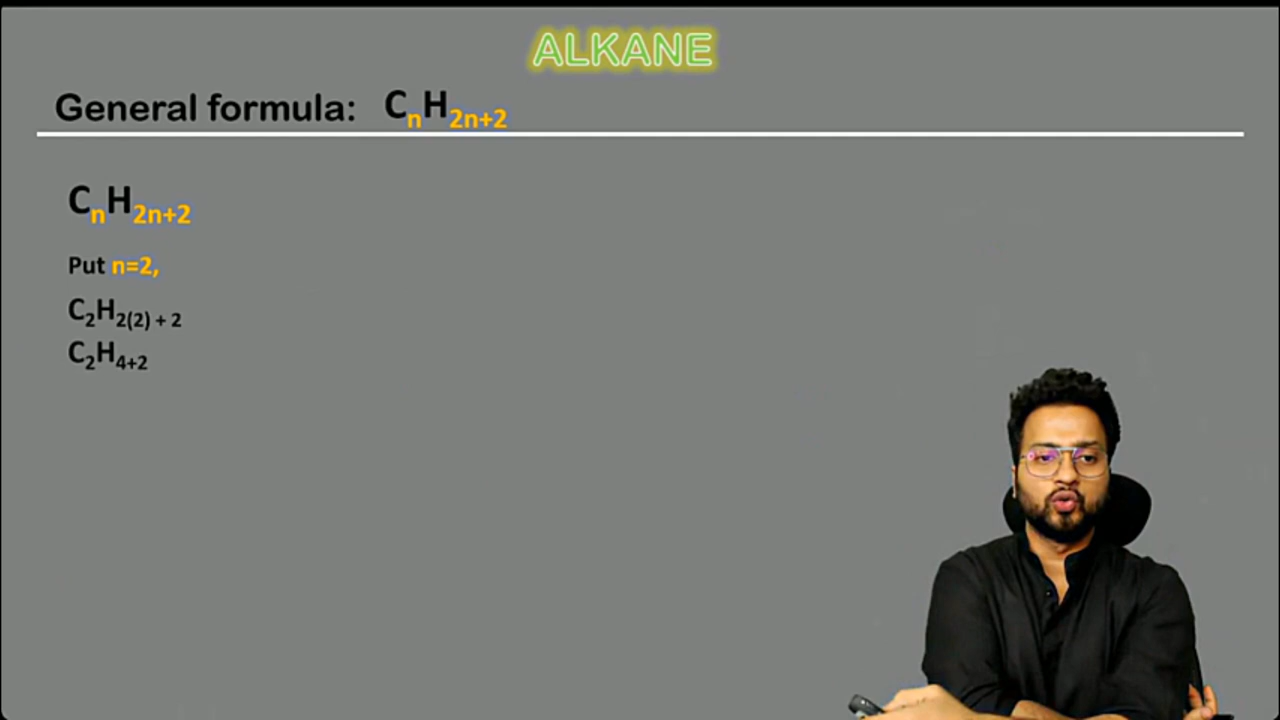 ALKANE
General formula: CₙH₂ₙ₊₂
CₙH₂ₙ₊₂
Put n=2,
C₂H₂₍₂₎ ₊ ₂
C₂H₄₊₂